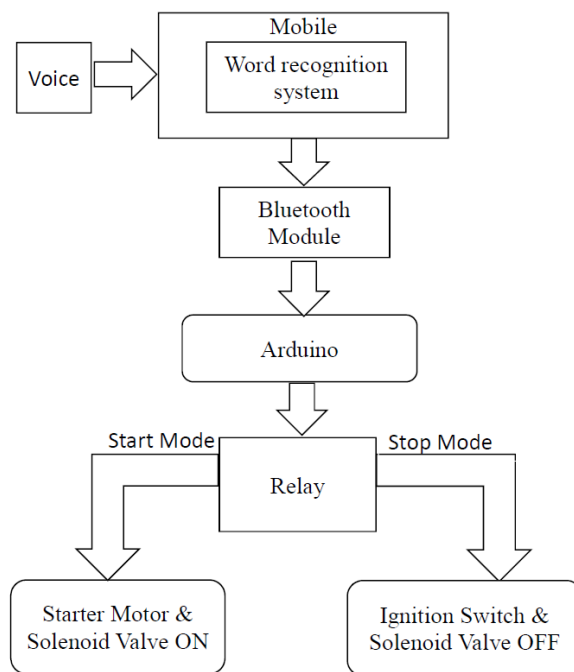 Mobile
Voice
Word recognition
system
Bluetooth
Module
Arduino
Start Mode
Stop Mode
Relay
Starter Motor &
Solenoid Valve ON
Ignition Switch &
Solenoid Valve OFF